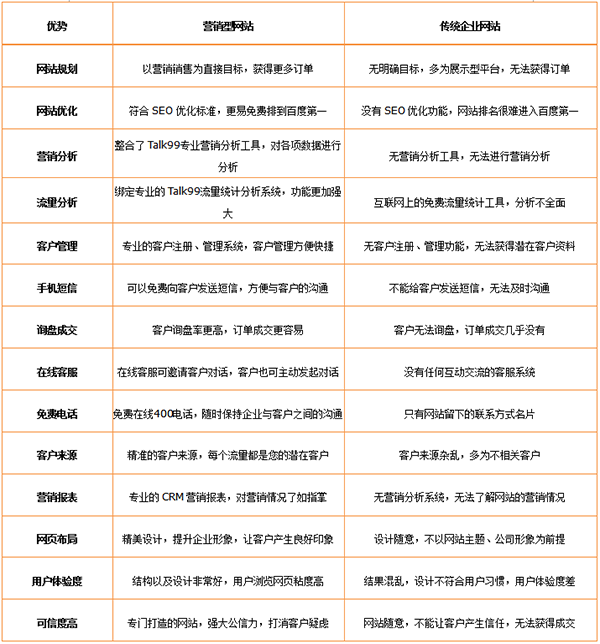 优势 营销型网站 传统企业网站
网站规划 以营销销售为直接目标，获得更多订单 无明确目标，多为展示型平台，无法获得订单
网站优化 符合 SEO 优化标准，更易免费排到百度第一 没有 SEO 优化功能，网站排名很难进入百度第一
营销分析 整合了 Talk99专业营销分析工具，对各项数据进行 无营销分析工具，无法进行营销分析
分析
流量分析 绑定专业的 Talk99流量统计分析系统，功能更加强 互联网上的免费流量统计工具，分析不全面
大
客户管理 专业的客户注册、管理系统，客户管理方便快捷 无客户注册、管理功能，无法获得潜在客户资料
手机短信 可以免费向客户发送短信，方便与客户的沟通 不能给客户发送短信，无法及时沟通
询盘成交 客户询盘率更高，订单成交更容易 客户无法询盘，订单成交几乎没有
在线客服 在线客服可邀请客户对话，客户也可主动发起对话 没有任何互动交流的客服系统
免费电话 免费在线400电话，随时保持企业与客户之间的沟通 只有网站留下的联系方式名片
客户来源 精准的客户来源，每个流量都是您的潜在客户 客户来源杂乱，多为不相关客户
营销报表 专业的 CRM 营销报表，对营销情况了如指掌 无营销分析系统，无法了解网站的营销情况
网页布局 精美设计，提升企业形象，让客户产生良好印象 设计随意，不以网站主题、公司形象为前提
用户体验度 结构以及设计非常好，用户浏览网页粘度高 结果混乱，设计不符合用户习惯，用户体验度差
可信度高 专门打造的网站，强大公信力，打消客户疑虑 网站随意，不能让客户产生信任，无法获得成交